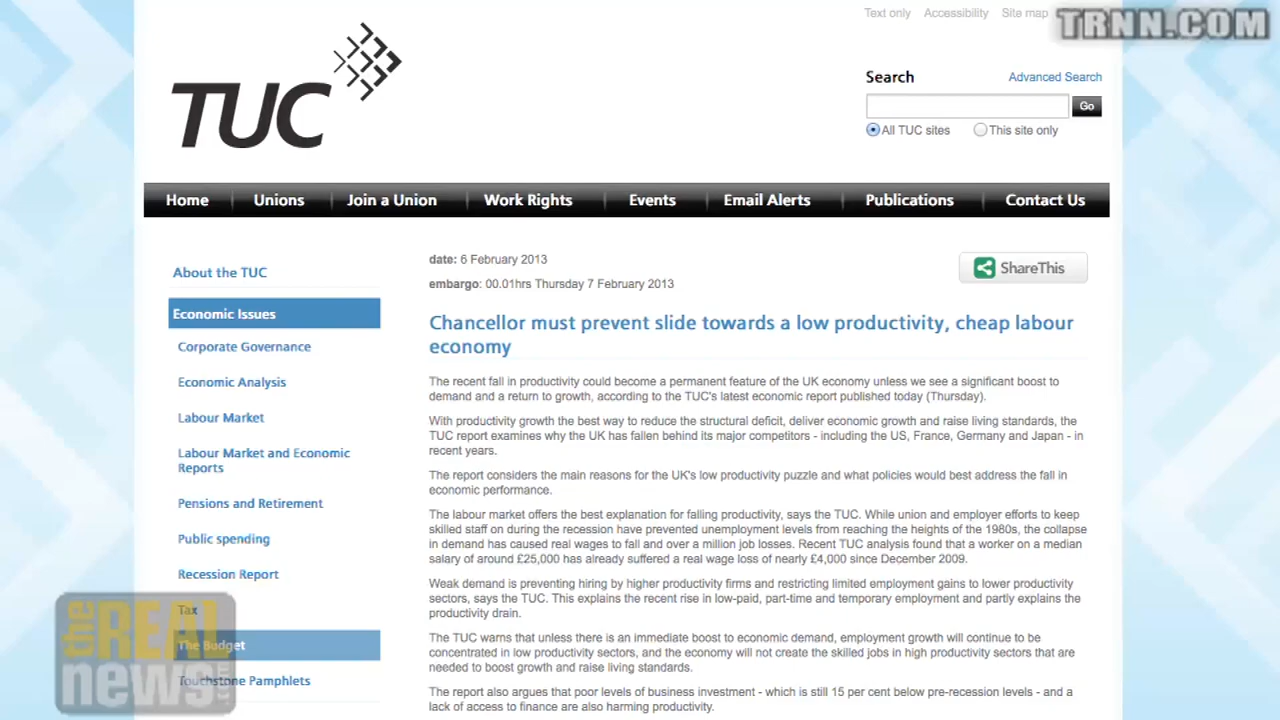 Text only Accessibility Site map
TRNN.COM
TUC
Search Advanced Search
Go
All TUC sites This site only
Home Unions Join a Union Work Rights Events Email Alerts Publications Contact Us
About the TUC
Economic Issues
Corporate Governance
Economic Analysis
Labour Market
Labour Market and Economic
Reports
Pensions and Retirement
Public spending
Recession Report
Tax
The Budget
Touchstone Pamphlets
date: 6 February 2013
ShareThis
embargo: 00.01hrs Thursday 7 February 2013
Chancellor must prevent slide towards a low productivity, cheap labour
economy
The recent fall in productivity could become a permanent feature of the UK economy unless we see a significant boost to
demand and a return to growth, according to the TUC's latest economic report published today (Thursday).
With productivity growth the best way to reduce the structural deficit, deliver economic growth and raise living standards, the
TUC report examines why the UK has fallen behind its major competitors - including the US, France, Germany and Japan - in
recent years.
The report considers the main reasons for the UK's low productivity puzzle and what policies would best address the fall in
economic performance.
The labour market offers the best explanation for falling productivity, says the TUC. While union and employer efforts to keep
skilled staff on during the recession have prevented unemployment levels from reaching the heights of the 1980s, the collapse
in demand has caused real wages to fall and over a million job losses. Recent TUC analysis found that a worker on a median
salary of around £25,000 has already suffered a real wage loss of nearly £4,000 since December 2009.
Weak demand is preventing hiring by higher productivity firms and restricting limited employment gains to lower productivity
sectors, says the TUC. This explains the recent rise in low-paid, part-time and temporary employment and partly explains the
productivity drain.
The TUC warns that unless there is an immediate boost to economic demand, employment growth will continue to be
concentrated in low productivity sectors, and the economy will not create the skilled jobs in high productivity sectors that are
needed to boost growth and raise living standards.
The report also argues that poor levels of business investment - which is still 15 per cent below pre-recession levels - and a
lack of access to finance are also harming productivity.
the REAL
news.com